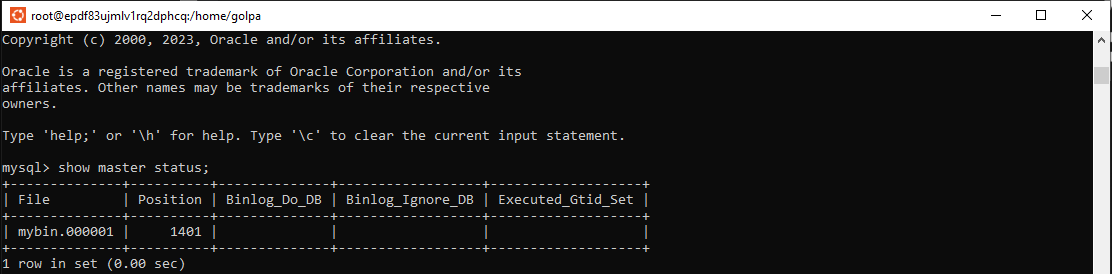 root@epdf83ujmlv1rq2dphcq:/home/golpa
Copyright (c) 2000, 2023, Oracle and/or its affiliates.
Oracle is a registered trademark of Oracle Corporation and/or its
affiliates. Other names may be trademarks of their respective
owners.
Type 'help;' or '\h' for help. Type '\c' to clear the current input statement.
mysql> show master status;
+--------------+----------+--------------+------------------+-------------------+
| File         | Position | Binlog_Do_DB | Binlog_Ignore_DB | Executed_Gtid_Set |
+--------------+----------+--------------+------------------+-------------------+
| mybin.000001 |     1401 |              |                  |                   |
+--------------+----------+--------------+------------------+-------------------+
1 row in set (0.00 sec)